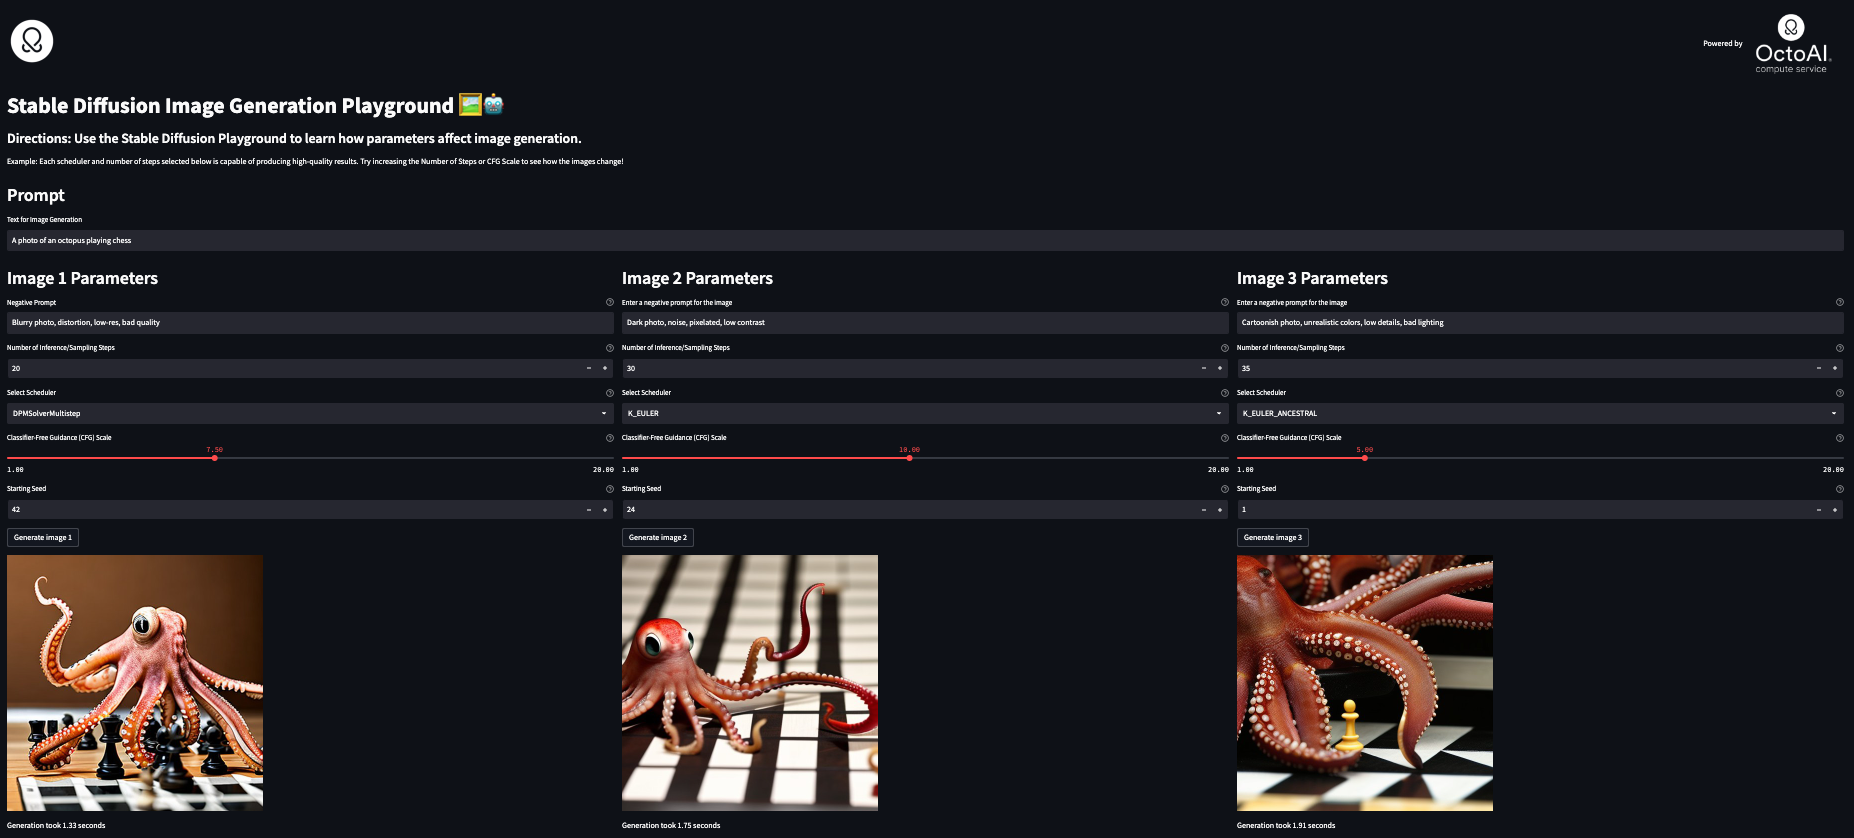 Powered by
OctoAI
compute service
Stable Diffusion Image Generation Playground
Directions: Use the Stable Diffusion Playground to learn how parameters affect image generation.
Example: Each scheduler and number of steps selected below is capable of producing high-quality results. Try increasing the Number of Steps or CFG Scale to see how the images change!
Prompt
Text for Image Generation
A photo of an octopus playing chess
Image 1 Parameters
Negative Prompt
Blurry photo, distortion, low-res, bad quality
Number of Inference/Sampling Steps
20
Select Scheduler
DPMSolverMultistep
Classifier-Free Guidance (CFG) Scale
7.50
1.00 20.00
Starting Seed
42
Generate image 1
Generation took 1.33 seconds
Image 2 Parameters
Enter a negative prompt for the image
Dark photo, noise, pixelated, low contrast
Number of Inference/Sampling Steps
30
Select Scheduler
K_EULER
Classifier-Free Guidance (CFG) Scale
10.00
1.00 20.00
Starting Seed
24
Generate image 2
Generation took 1.75 seconds
Image 3 Parameters
Enter a negative prompt for the image
Cartoonish photo, unrealistic colors, low details, bad lighting
Number of Inference/Sampling Steps
35
Select Scheduler
K_EULER_ANCESTRAL
Classifier-Free Guidance (CFG) Scale
5.00
1.00 20.00
Starting Seed
1
Generate image 3
Generation took 1.91 seconds